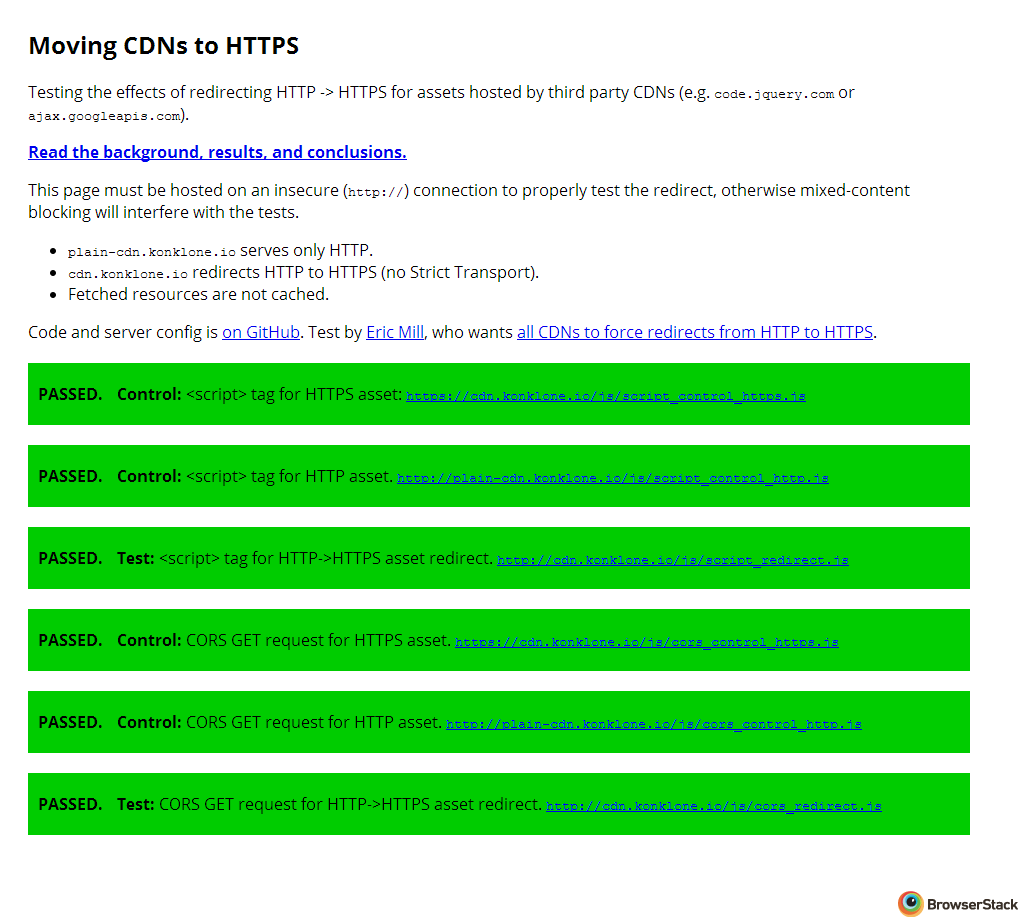 Moving CDNs to HTTPS
Testing the effects of redirecting HTTP -> HTTPS for assets hosted by third party CDNs (e.g. code.jquery.com or
ajax.googleapis.com).
Read the background, results, and conclusions.
This page must be hosted on an insecure (http://) connection to properly test the redirect, otherwise mixed-content
blocking will interfere with the tests.
• plain-cdn.konklone.io serves only HTTP.
• cdn.konklone.io redirects HTTP to HTTPS (no Strict Transport).
• Fetched resources are not cached.
Code and server config is on GitHub. Test by Eric Mill, who wants all CDNs to force redirects from HTTP to HTTPS.
PASSED. Control: <script> tag for HTTPS asset: https://cdn.konklone.io/js/script_control_https.js
PASSED. Control: <script> tag for HTTP asset. http://plain-cdn.konklone.io/js/script_control_http.js
PASSED. Test: <script> tag for HTTP->HTTPS asset redirect. http://cdn.konklone.io/js/script_redirect.js
PASSED. Control: CORS GET request for HTTPS asset. https://cdn.konklone.io/js/cors_control_https.js
PASSED. Control: CORS GET request for HTTP asset. http://plain-cdn.konklone.io/js/cors_control_http.js
PASSED. Test: CORS GET request for HTTP->HTTPS asset redirect. http://cdn.konklone.io/js/cors_redirect.js
BrowserStack